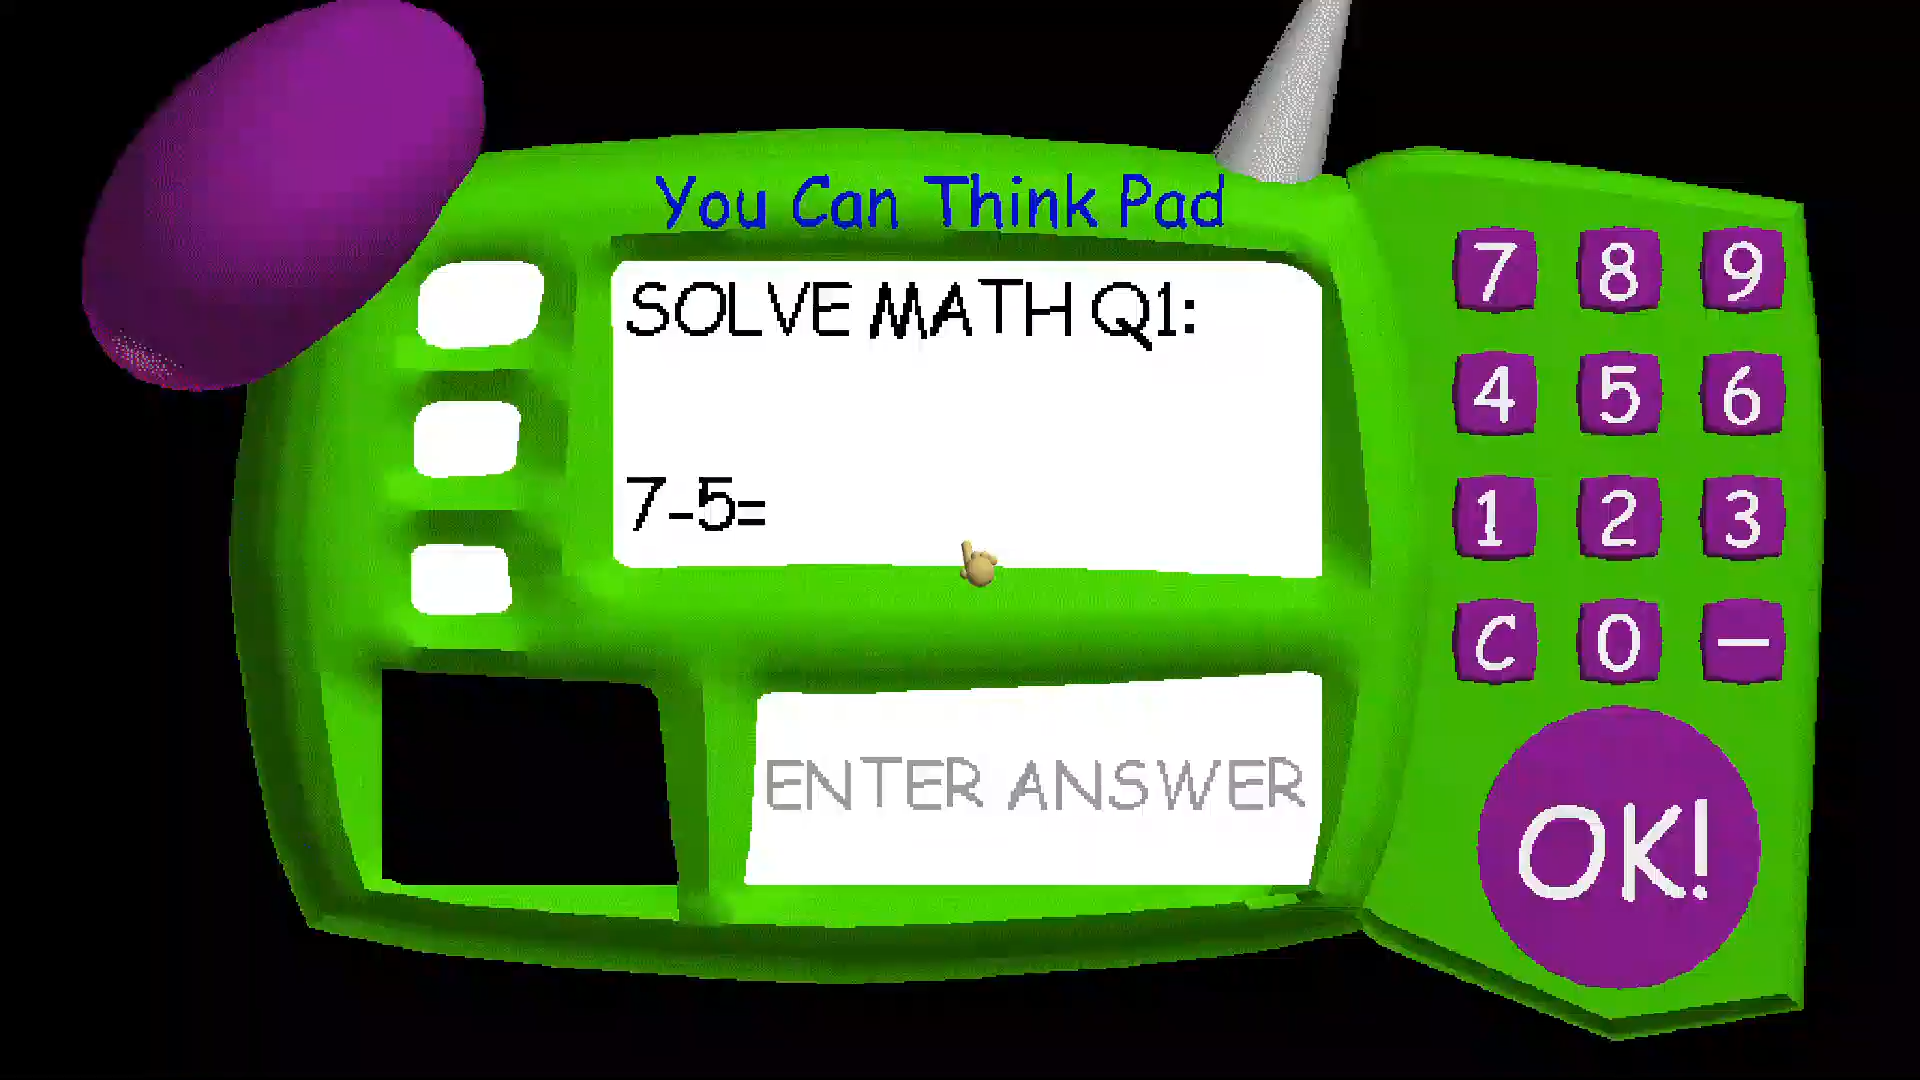 You Can Think Pad
SOLVE MATH Q1:
7-5=
7 8 9
4 5 6
1 2 3
C 0 —
ENTER ANSWER
OK!